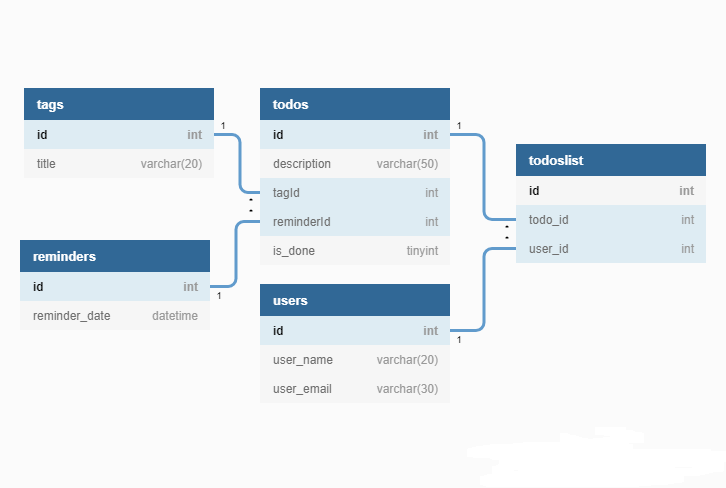 tags
id int
title varchar(20)
1
reminders
id int
reminder_date datetime
1
todos
id int
description varchar(50)
tagId int
reminderId int
is_done tinyint
1
users
id int
user_name varchar(20)
user_email varchar(30)
1
todoslist
id int
todo_id int
user_id int